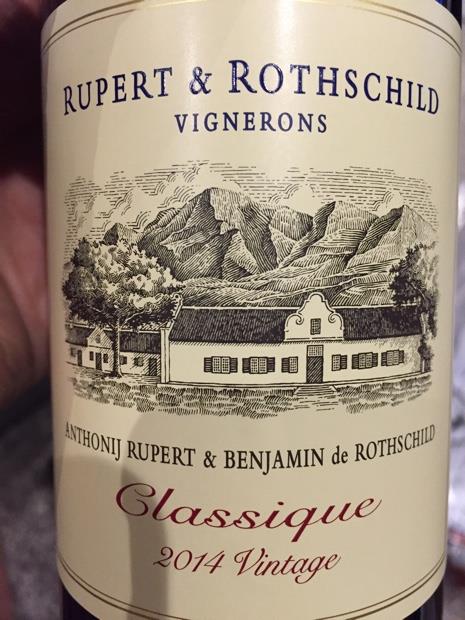 RUPERT & ROTHSCHILD
VIGNERONS
ANTHONIJ RUPERT & BENJAMIN de ROTHSCHILD
Classique
2014 Vintage